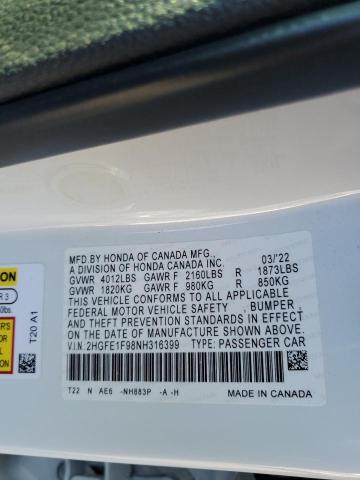 MFD.BY HONDA OF CANADA MFG. 03/'22
A DIVISION OF HONDA CANADA INC.
GVWR 4012LBS GAWR F 2160LBS R 1873LBS
GVWR 1820KG GAWR F 980KG R 850KG
THIS VEHICLE CONFORMS TO ALL APPLICABLE
FEDERAL MOTOR VEHICLE SAFETY, BUMPER,
AND THEFT PREVENTION STANDARDS IN EFFECT
ON THE DATE OF MANUFACTURE SHOWN ABOVE.
V.I.N:2HGFE1F98NH316399 TYPE: PASSENGER CAR
T22 N AE6 -NH883P -A -H
MADE IN CANADA
T20 A1
ION
R 3
lbs.